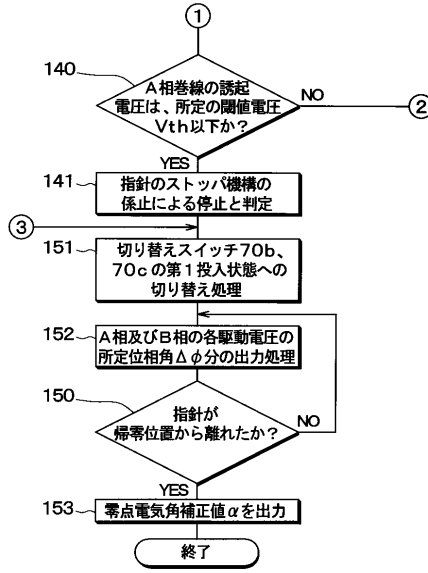 1
140
A相巻線の誘起
電圧は、所定の閾値電圧
Vth以下か？
NO
2
YES
141
指針のストッパ機構の
係止による停止と判定
3
151
切り替えスイッチ70b、
70cの第1投入状態への
切り替え処理
152
A相及びB相の各駆動電圧の
所定位相角Δφ分の出力処理
150
指針が
帰零位置から離れたか？
NO
YES
153
零点電気角補正値αを出力
終了